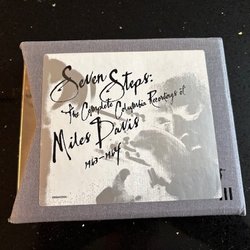 Seven Steps:
The Complete Columbia Recordings of
Miles Davis
1963-1964